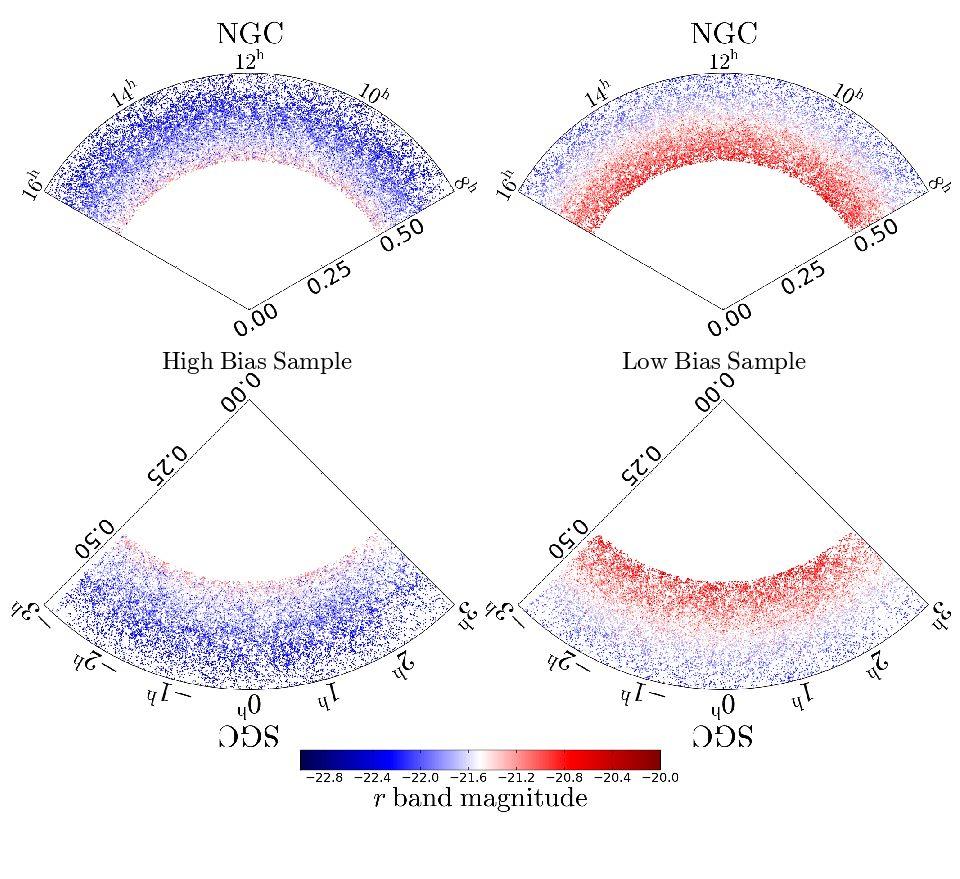 NGC NGC
12h 12h
14h 10h 14h 10h
16h 8h 16h 8h
0.50 0.50
0.25 0.25
0.00 0.00
High Bias Sample Low Bias Sample
0.00 0.00
0.25 0.25
0.50 0.50
−3h 3h −3h 3h
−2h 2h −2h 2h
−1h 1h −1h 1h
0h 0h
SGC SGC
−22.8 −22.4 −22.0 −21.6 −21.2 −20.8 −20.4 −20.0
r band magnitude